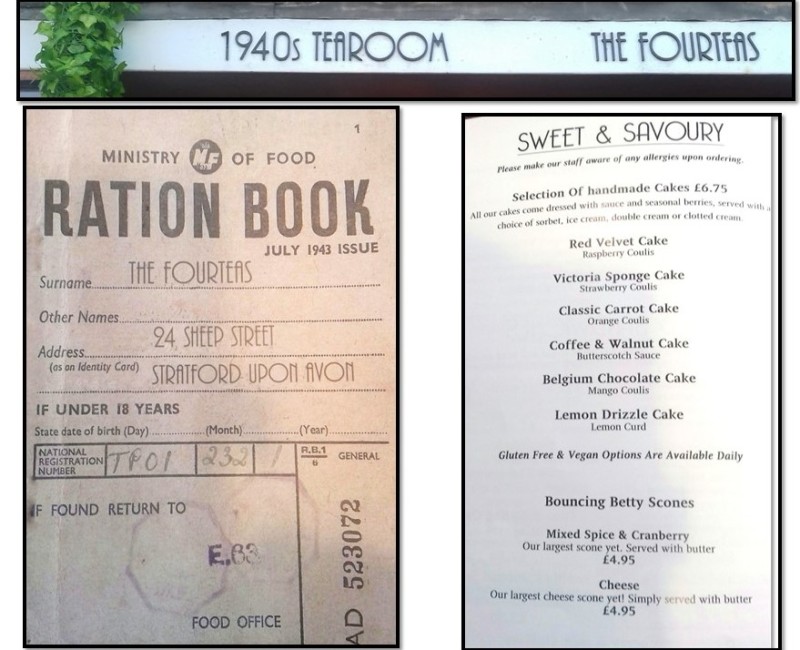 1940s TEAROOM THE FOURTEAS
1
MINISTRY MF OF FOOD
RATION BOOK
JULY 1943 ISSUE
Surname THE FOURTEAS
Other Names
24 SHEEP STREET
Address
(as on Identity Card) STRATFORD UPON AVON
IF UNDER 18 YEARS
State date of birth (Day) (Month) (Year)
NATIONAL REGISTRATION NUMBER TPO1 232 1 R.B.1 6 GENERAL
IF FOUND RETURN TO
E.63
FOOD OFFICE
AD 523072
SWEET & SAVOURY
Please make our staff aware of any allergies upon ordering.
Selection Of handmade Cakes £6.75
All our cakes come dressed with sauce and seasonal berries, served with a
choice of sorbet, ice cream, double cream or clotted cream.
Red Velvet Cake
Raspberry Coulis
Victoria Sponge Cake
Strawberry Coulis
Classic Carrot Cake
Orange Coulis
Coffee & Walnut Cake
Butterscotch Sauce
Belgium Chocolate Cake
Mango Coulis
Lemon Drizzle Cake
Lemon Curd
Gluten Free & Vegan Options Are Available Daily
Bouncing Betty Scones
Mixed Spice & Cranberry
Our largest scone yet. Served with butter
£4.95
Cheese
Our largest cheese scone yet! Simply served with butter
£4.95